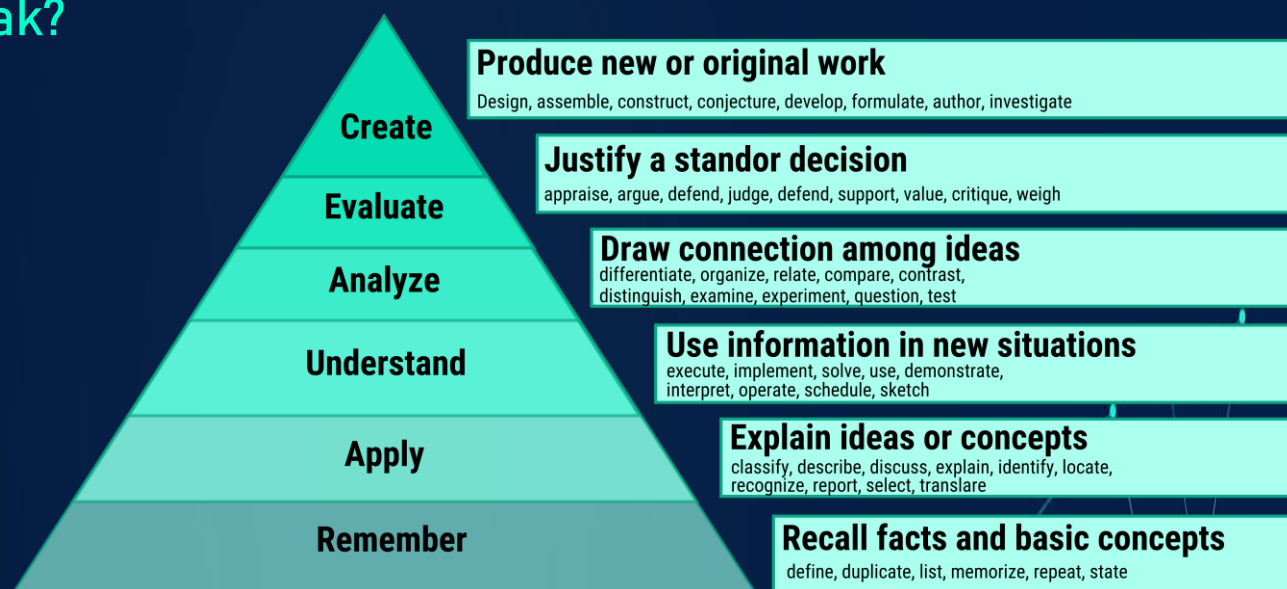 ak?
Create
Produce new or original work
Design, assemble, construct, conjecture, develop, formulate, author, investigate
Evaluate
Justify a standor decision
appraise, argue, defend, judge, defend, support, value, critique, weigh
Analyze
Draw connection among ideas
differentiate, organize, relate, compare, contrast,
distinguish, examine, experiment, question, test
Understand
Use information in new situations
execute, implement, solve, use, demonstrate,
interpret, operate, schedule, sketch
Apply
Explain ideas or concepts
classify, describe, discuss, explain, identify, locate,
recognize, report, select, translare
Remember
Recall facts and basic concepts
define, duplicate, list, memorize, repeat, state